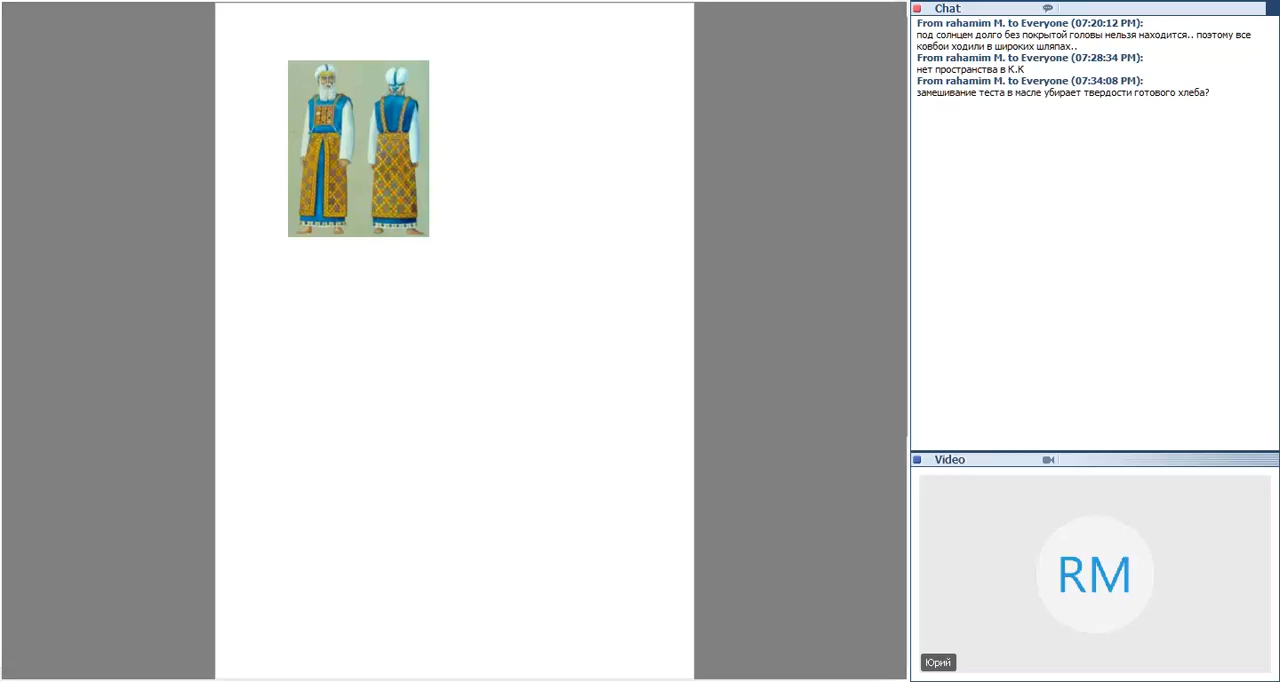 Chat
From rahamim M. to Everyone (07:20:12 PM):
под солнцем долго без покрытой головы нельзя находится.. поэтому все
ковбои ходили в широких шляпах..
From rahamim M. to Everyone (07:28:34 PM):
нет пространства в К.К
From rahamim M. to Everyone (07:34:08 PM):
замешивание теста в масле убирает твердости готового хлеба?
Video
RM
Юрий